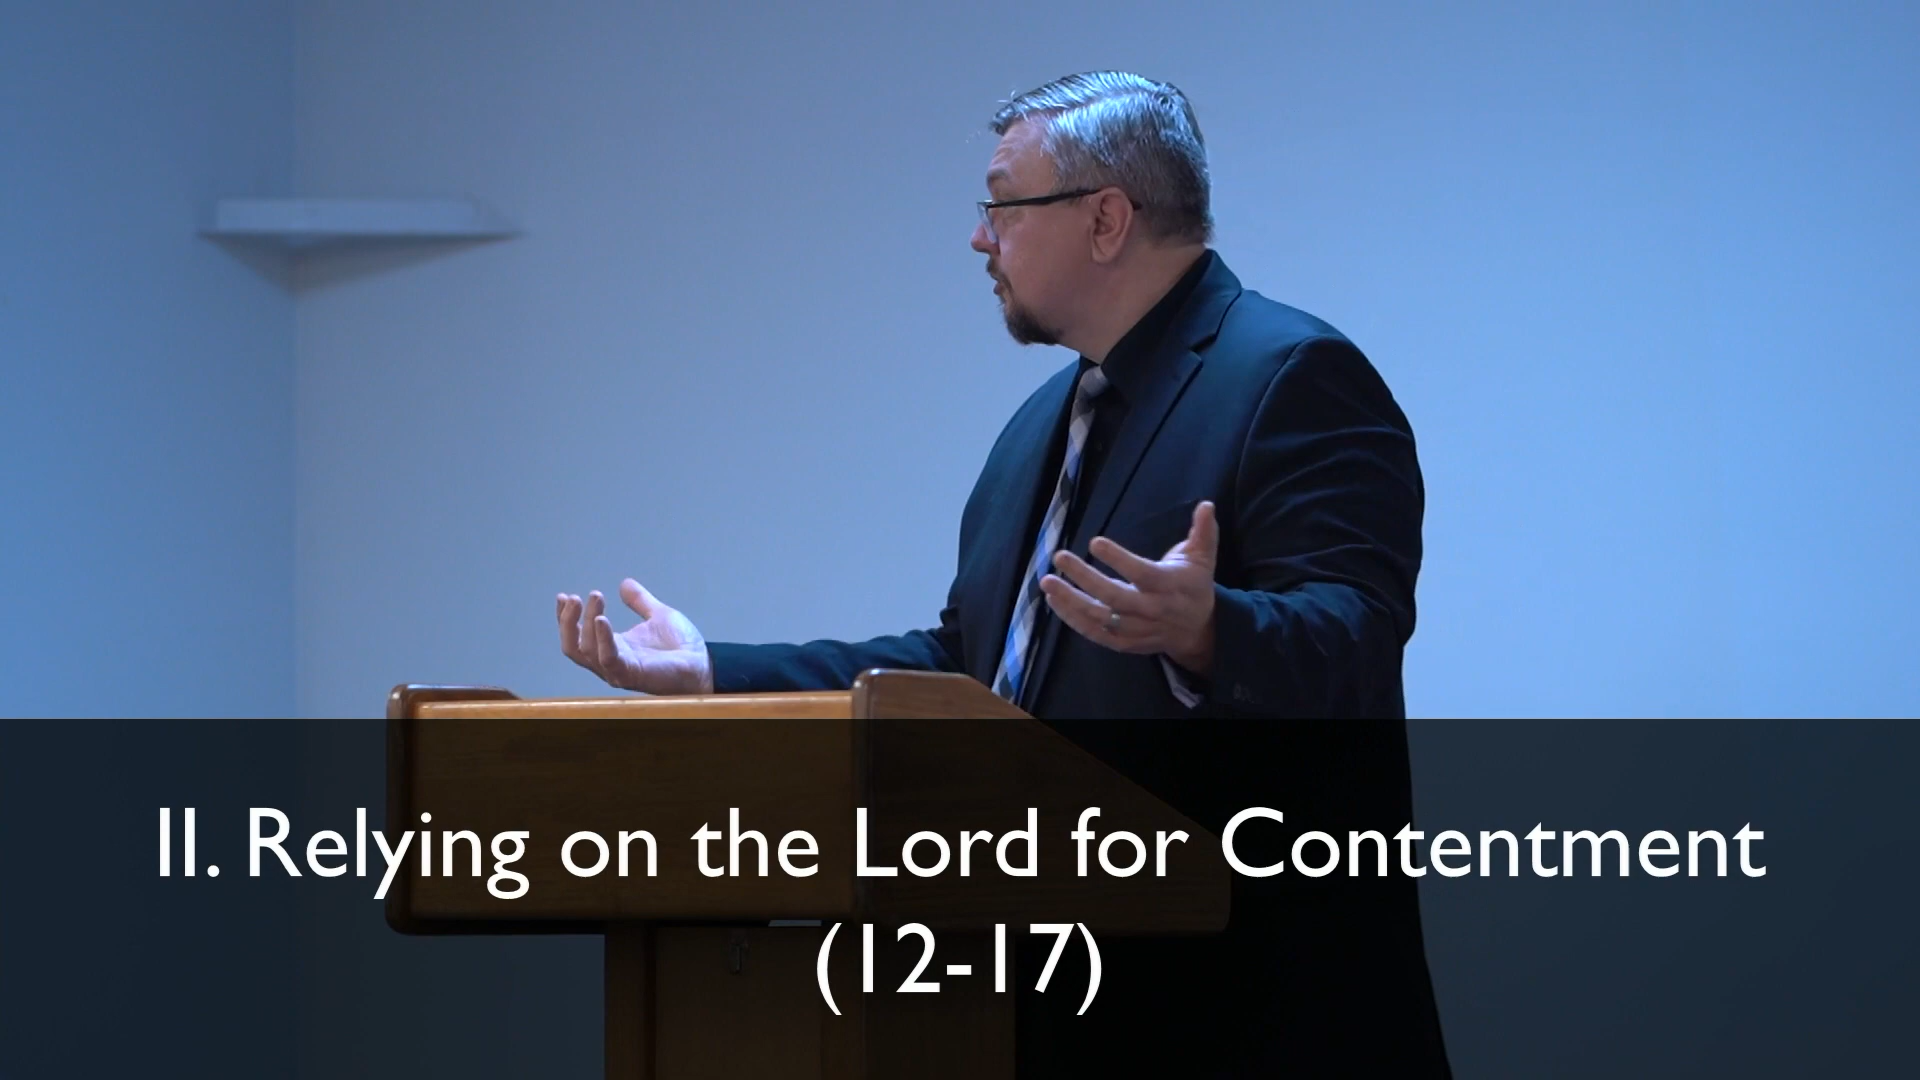 II. Relying on the Lord for Contentment
(12-17)